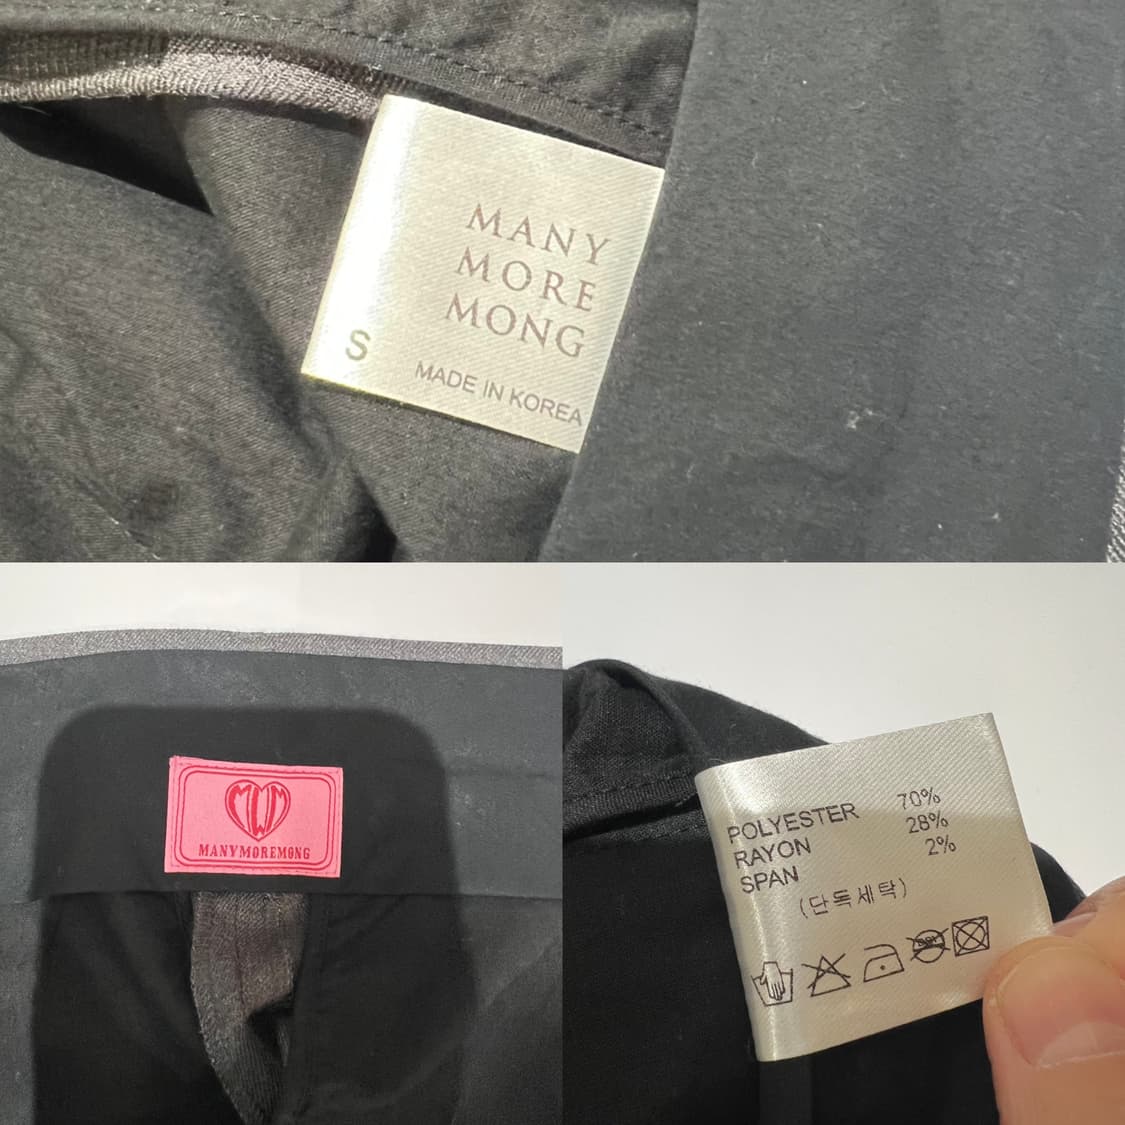 MANY
MORE
MONG
S
MADE IN KOREA
MWM
MANYMOREMONG
POLYESTER 70%
RAYON 28%
SPAN 2%
(단독세탁)